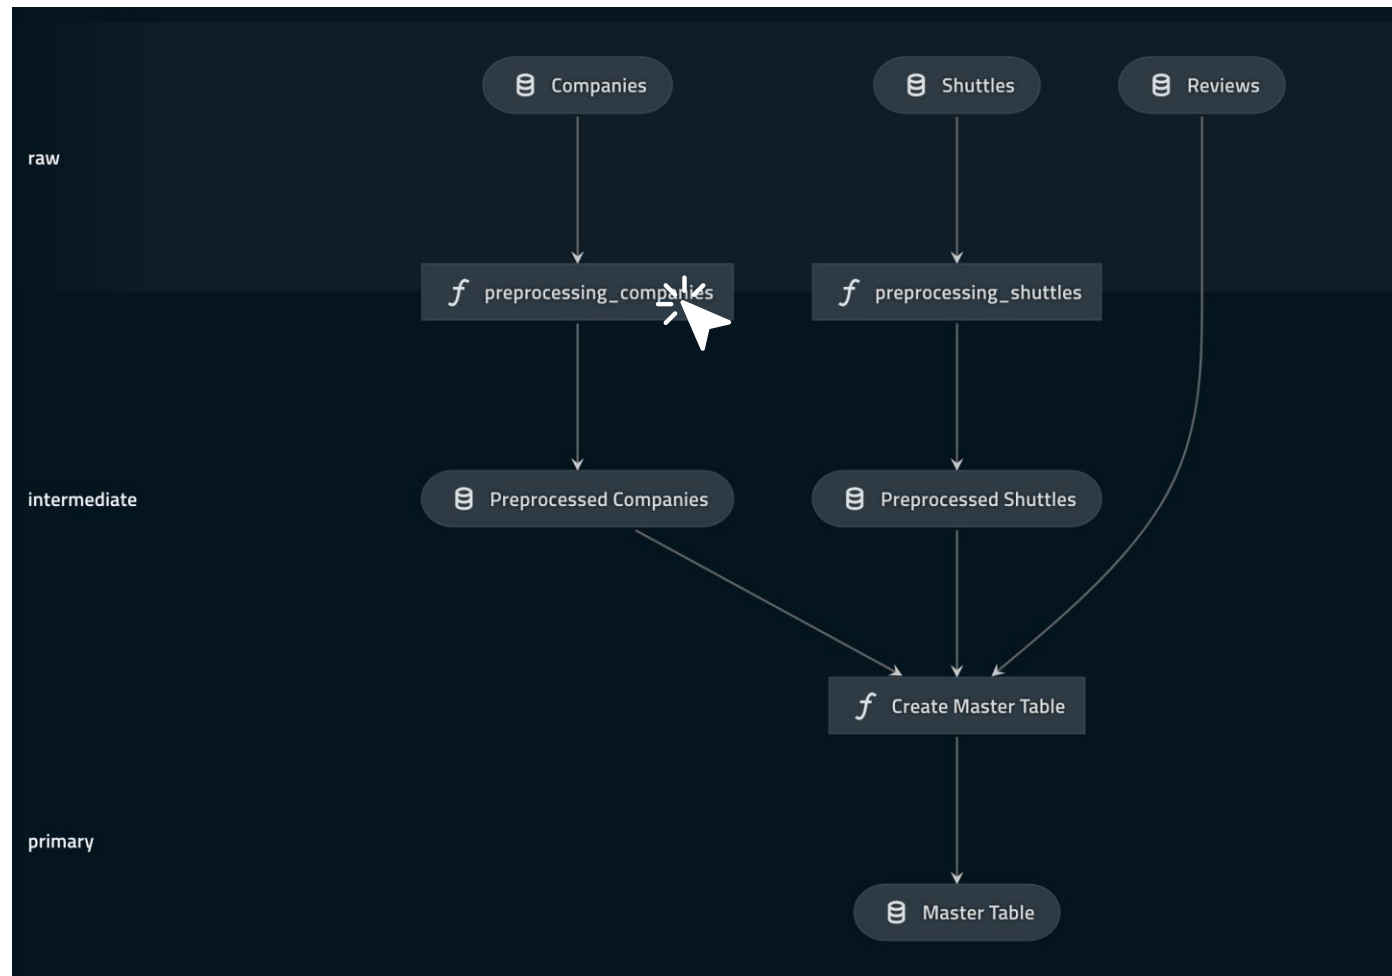 Companies
Shuttles
Reviews
raw
preprocessing_companies
preprocessing_shuttles
intermediate
Preprocessed Companies
Preprocessed Shuttles
Create Master Table
primary
Master Table